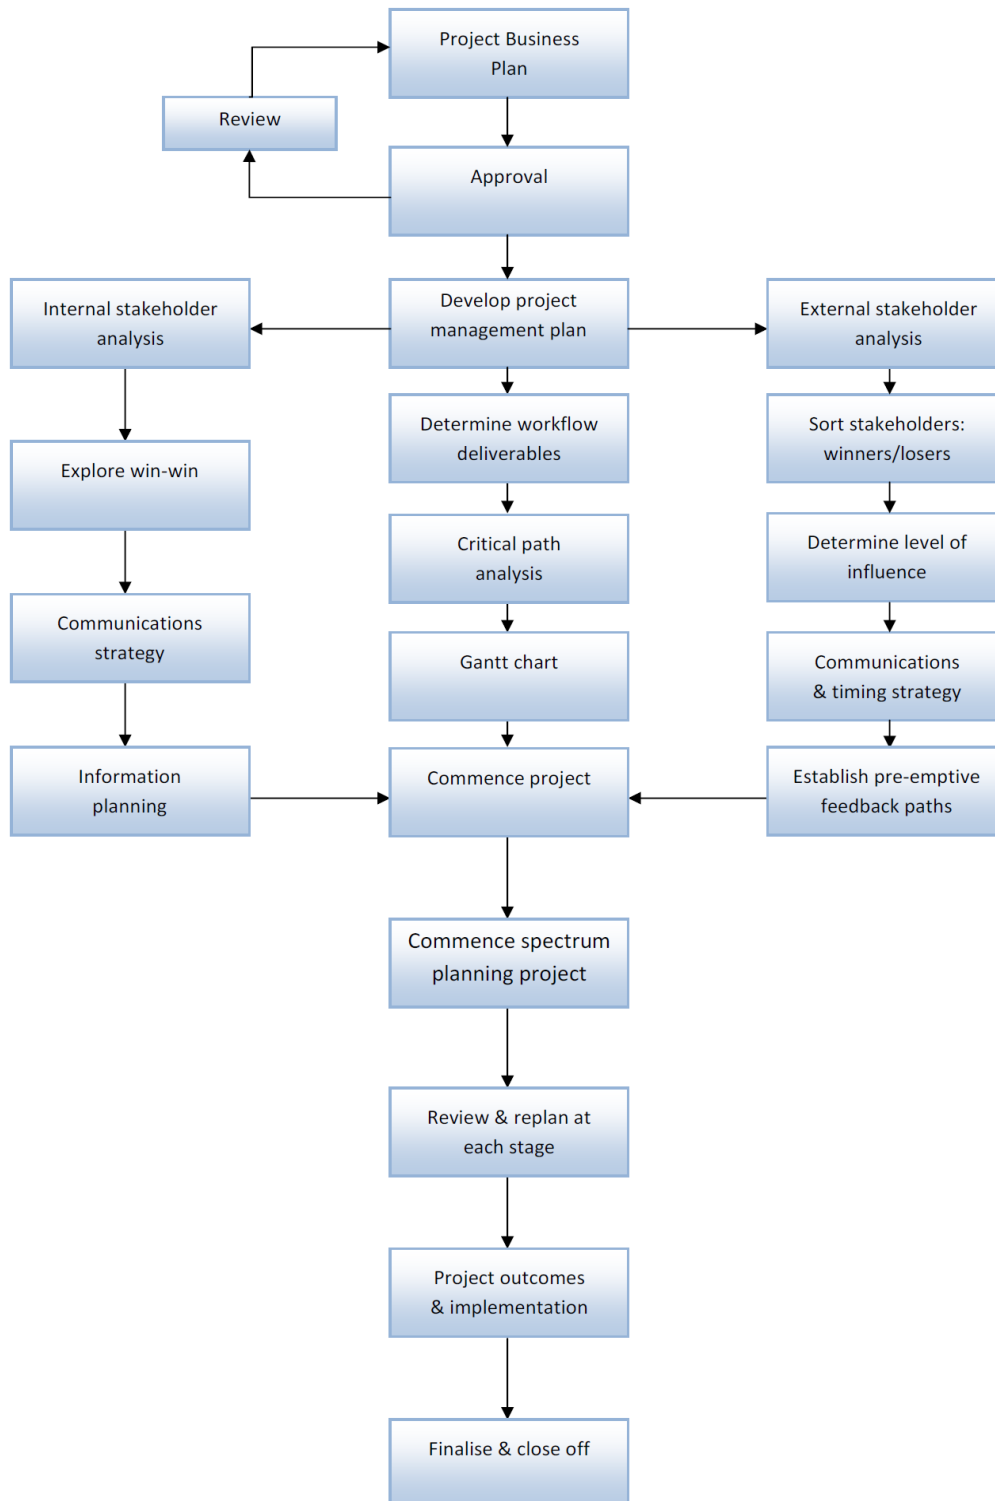 Project Business
Plan
Review
Approval
Internal stakeholder
analysis
Develop project
management plan
External stakeholder
analysis
Explore win-win
Determine workflow
deliverables
Sort stakeholders:
winners/losers
Critical path
analysis
Determine level of
influence
Communications
strategy
Gantt chart
Communications
& timing strategy
Information
planning
Commence project
Establish pre-emptive
feedback paths
Commence spectrum
planning project
Review & replan at
each stage
Project outcomes
& implementation
Finalise & close off